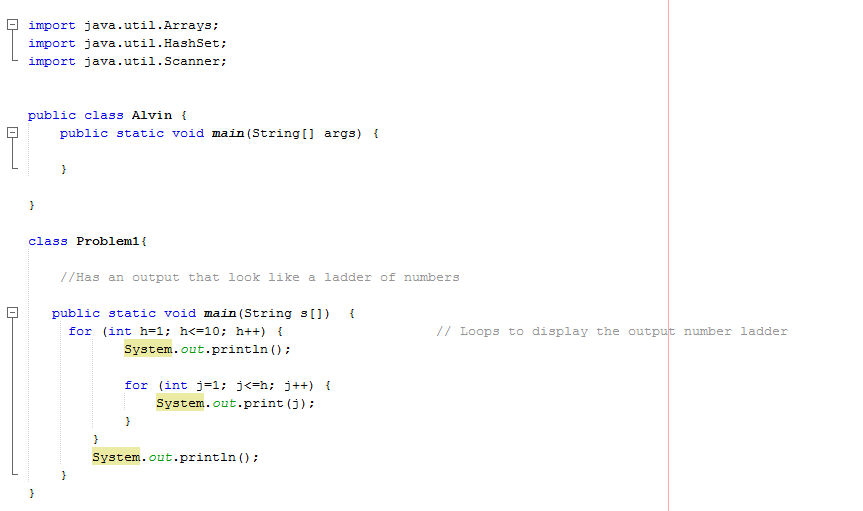 import java.util.Arrays;
import java.util.HashSet;
import java.util.Scanner;
public class Alvin {
public static void main(String[] args) {
}
}
class Problem1{
//Has an output that look like a ladder of numbers
public static void main(String s[])  {
for (int h=1; h<=10; h++) {                   // Loops to display the output number ladder
System.out.println();
for (int j=1; j<=h; j++) {
System.out.print(j);
}
}
System.out.println();
}
}